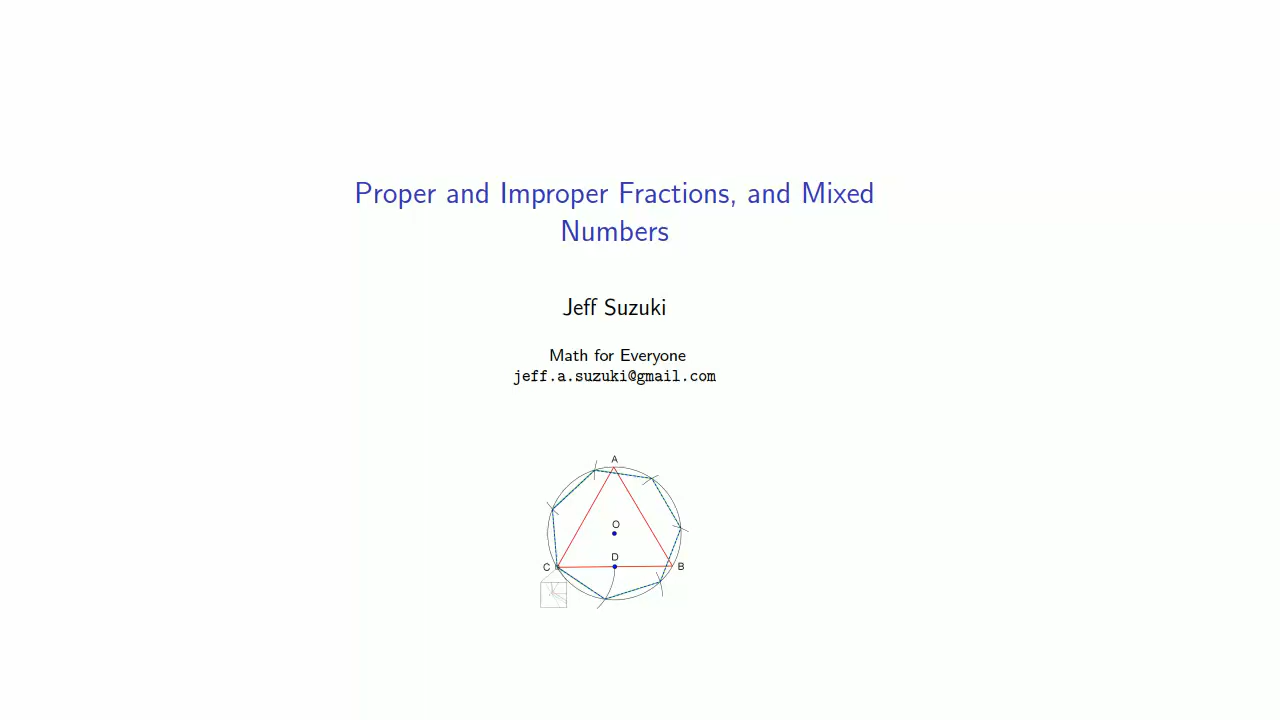 Proper and Improper Fractions, and Mixed
Numbers
Jeff Suzuki
Math for Everyone
jeff.a.suzuki@gmail.com
A
O
D
C
B